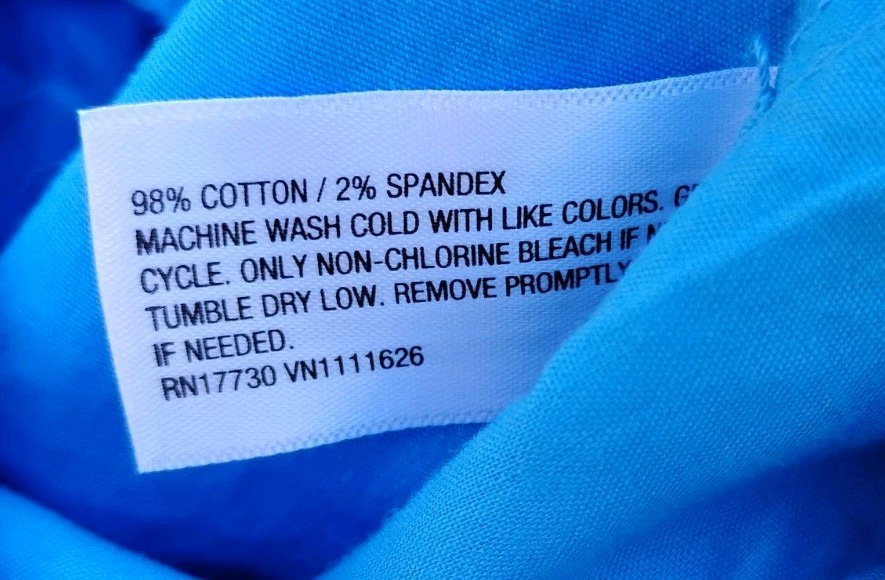 98% COTTON / 2% SPANDEX
MACHINE WASH COLD WITH LIKE COLORS.
CYCLE. ONLY NON-CHLORINE BLEACH IF
TUMBLE DRY LOW. REMOVE PROMPTLY
IF NEEDED.
RN17730 VN1111626